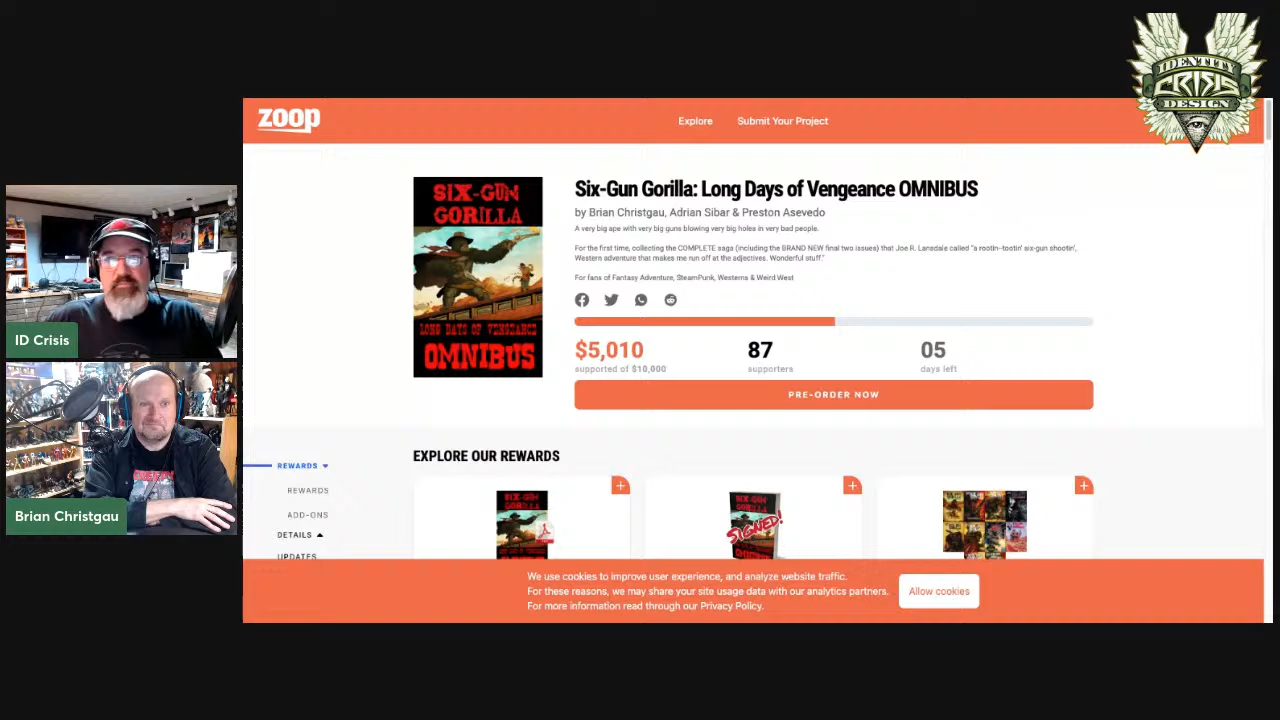 IDENTITY
CRISIS
DESIGN
zoop
Explore
Submit Your Project
SIX-GUN
GORILLA
LONG DAYS OF VENGEANCE
OMNIBUS
Six-Gun Gorilla: Long Days of Vengeance OMNIBUS
by Brian Christgau, Adrian Sibar & Preston Asevedo
A very big ape with very big guns blowing very big holes in very bad people.
For the first time, collecting the COMPLETE saga (including the BRAND NEW final two issues) that Joe R. Lansdale called "a rootin-tootin' six-gun shootin',
Western adventure that makes me run off at the adjectives. Wonderful stuff."
For fans of Fantasy Adventure, SteamPunk, Westerns & Weird West
$5,010
supported of $10,000
87
supporters
05
days left
PRE-ORDER NOW
ID Crisis
Brian Christgau
REWARDS
REWARDS
ADD-ONS
DETAILS
UPDATES
EXPLORE OUR REWARDS
SIX-GUN
GORILLA
SIX-GUN
GORILLA
SIGNED!
We use cookies to improve user experience, and analyze website traffic.
For these reasons, we may share your site usage data with our analytics partners.
For more information read through our Privacy Policy.
Allow cookies